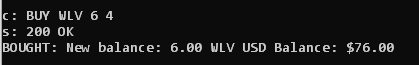 c: BUY WLV 6 4
s: 200 OK
BOUGHT: New balance: 6.00 WLV USD Balance: $76.00